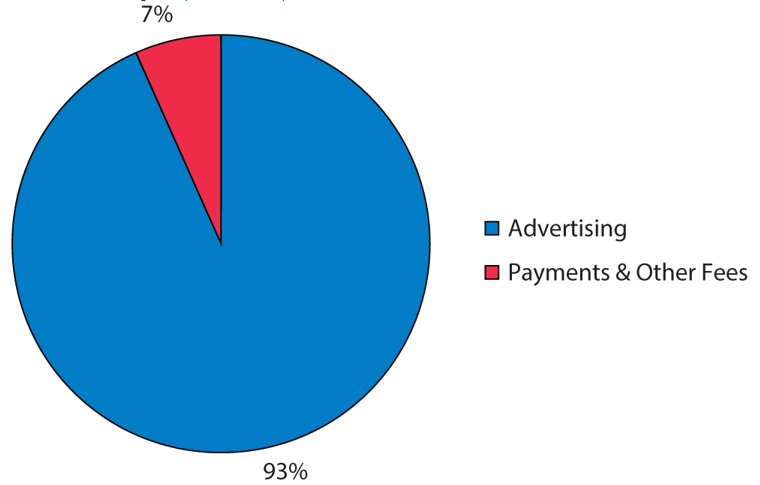 7%
Advertising
Payments & Other Fees
93%